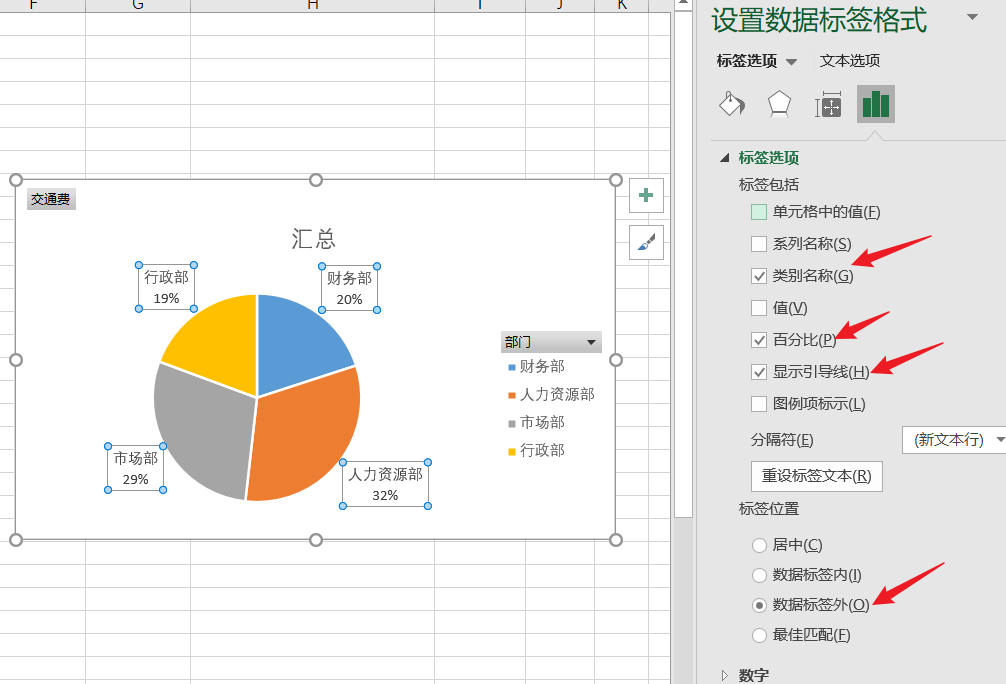 F G H I J K
交通费
汇总
行政部
19%
财务部
20%
市场部
29%
人力资源部
32%
部门
财务部
人力资源部
市场部
行政部
设置数据标签格式
标签选项 文本选项
标签选项
标签包括
单元格中的值(F)
系列名称(S)
类别名称(G)
值(V)
百分比(P)
显示引导线(H)
图例项标示(L)
分隔符(E) (新文本行)
重设标签文本(R)
标签位置
居中(C)
数据标签内(I)
数据标签外(O)
最佳匹配(F)
数字